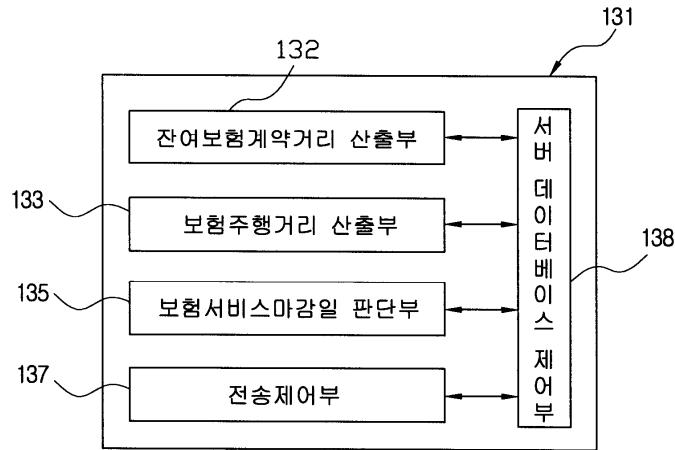 131
132
잔여보험계약거리 산출부
133
보험주행거리 산출부
135
보험서비스마감일 판단부
137
전송제어부
서버 데이터베이스 제어부
138